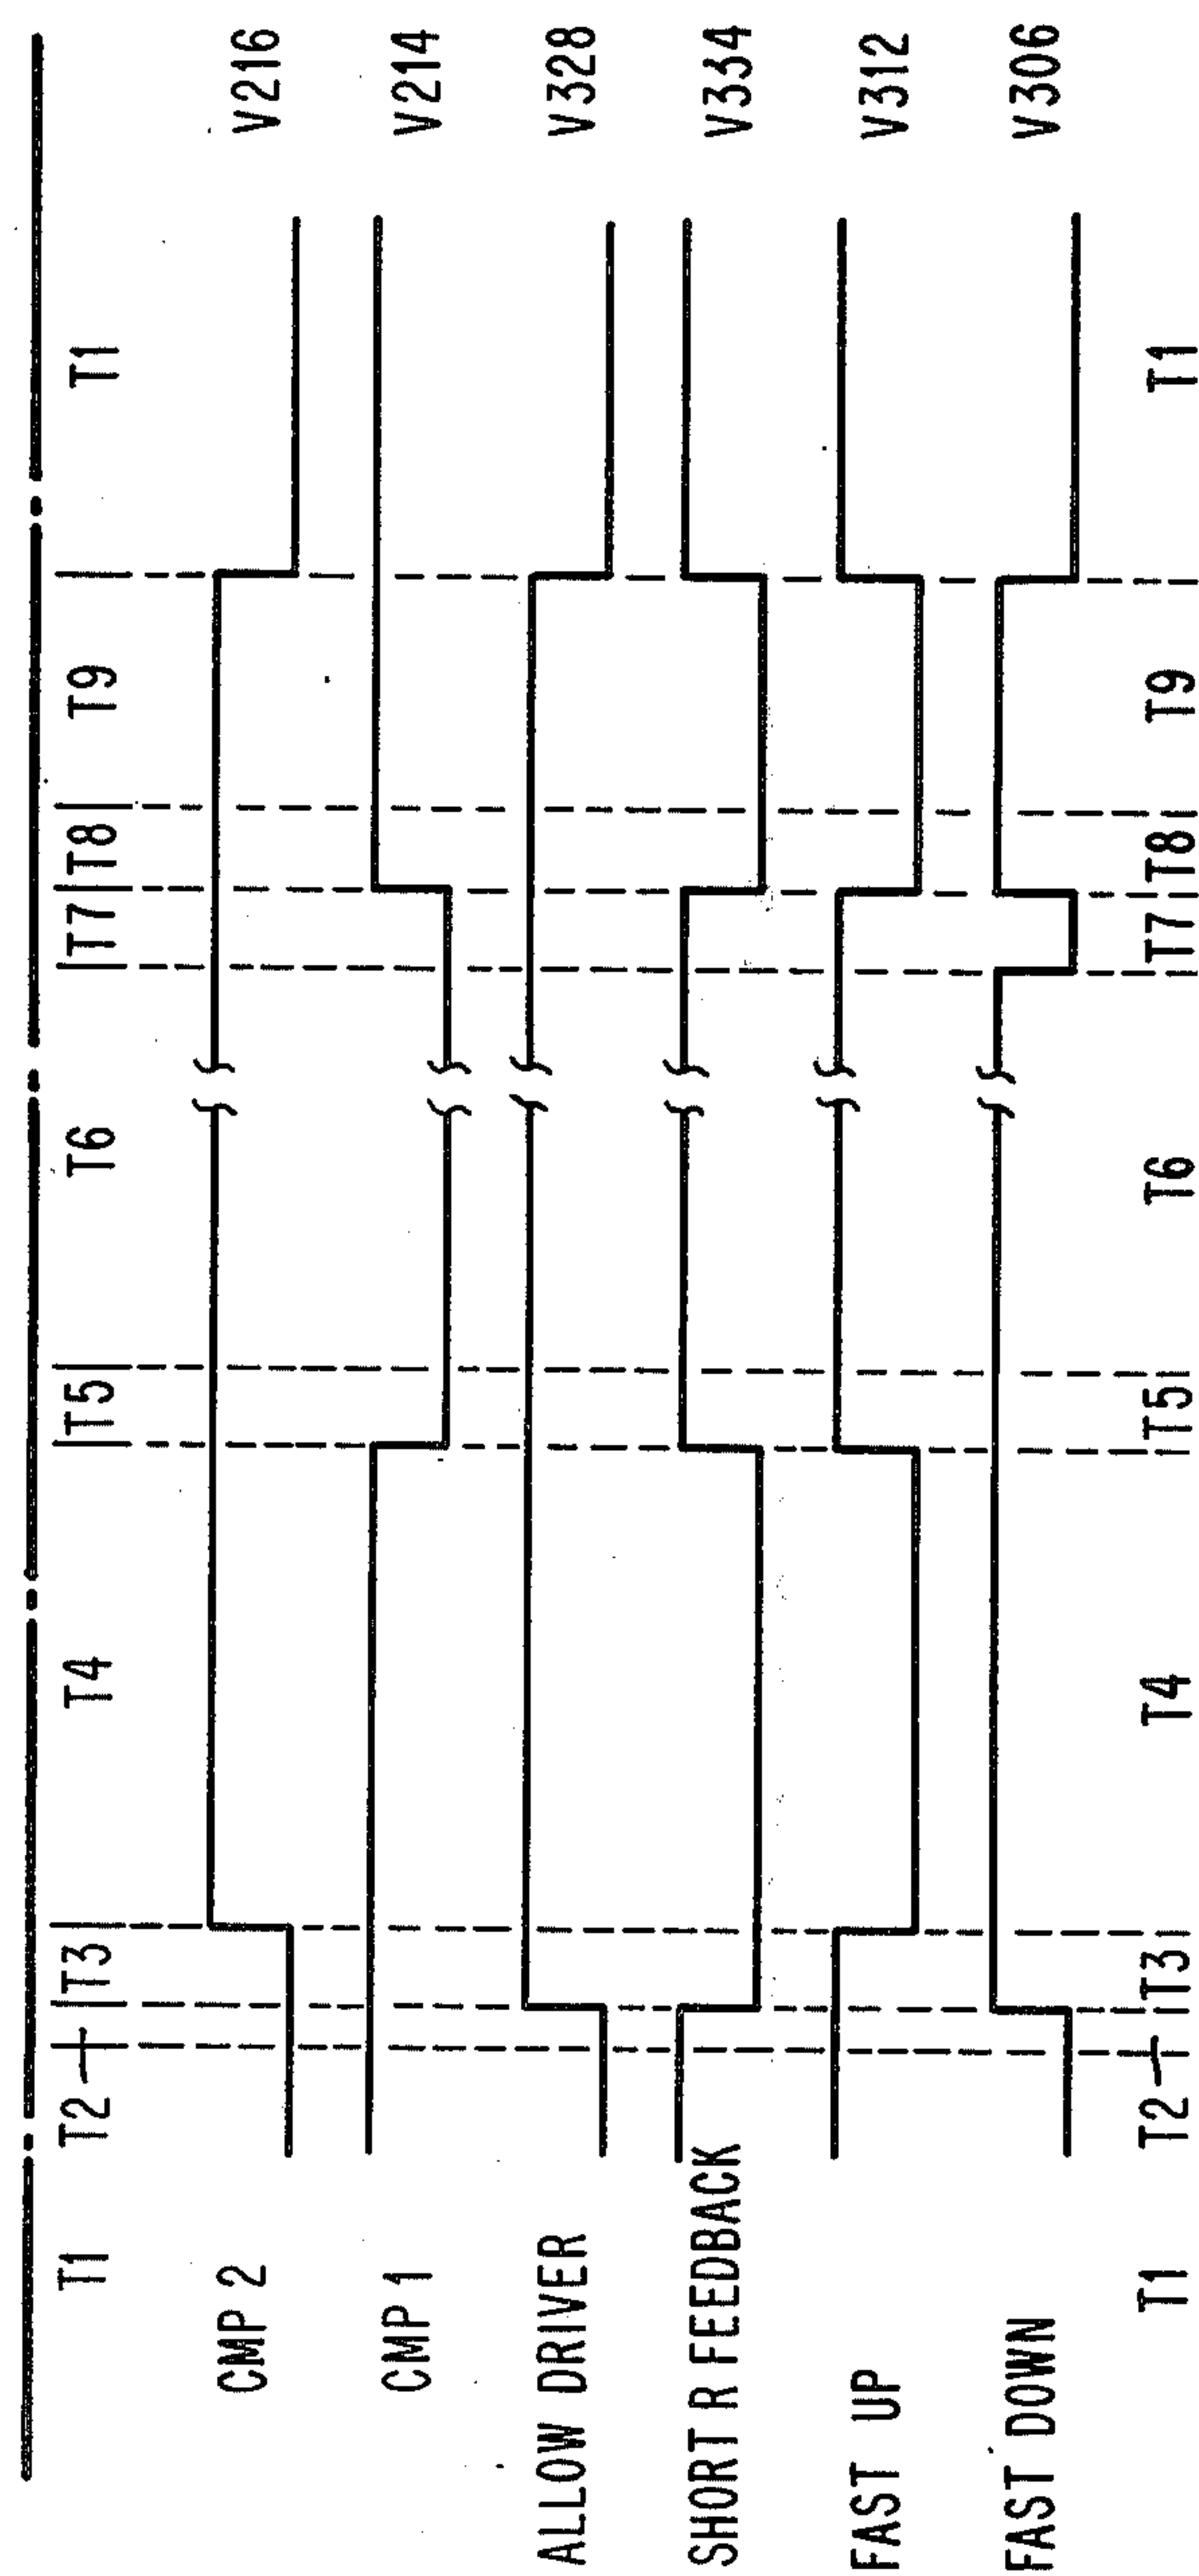 T1 T2 T3 T4 T5 T6 T7 T8 T9 T1
CMP 2 V216
CMP 1 V214
ALLOW DRIVER V328
SHORT R FEEDBACK V334
FAST UP V312
FAST DOWN V306
T1 T2 T3 T4 T5 T6 T7 T8 T9 T1